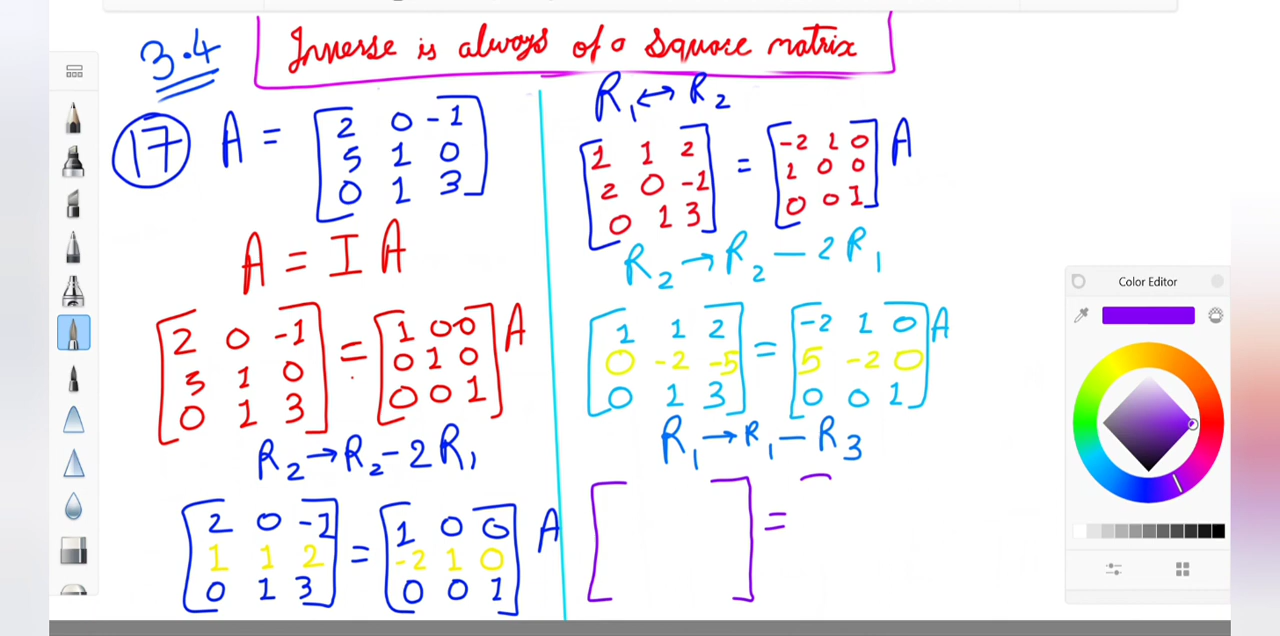 3.4
Inverse is always of a square matrix
17 A = [2 0 -1
5 1 0
0 1 3]
A = I A
[2 0 -1
5 1 0
0 1 3] = [1 0 0
0 1 0
0 0 1] A
R₂ → R₂ - 2R₁
[2 0 -1
1 1 2
0 1 3] = [1 0 0
-2 1 0
0 0 1] A
R₁ ↔ R₂
[1 1 2
2 0 -1
0 1 3] = [-2 1 0
1 0 0
0 0 1] A
R₂ → R₂ - 2R₁
[1 1 2
0 -2 -5
0 1 3] = [-2 1 0
5 -2 0
0 0 1] A
R₁ → R₁ - R₃
[ ] =
Color Editor